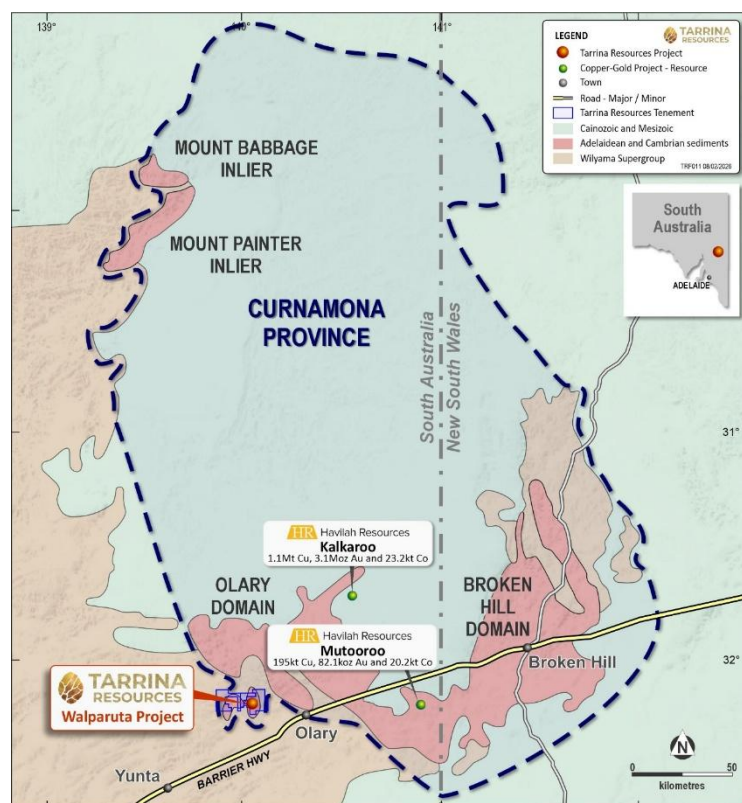 139°
140°
141°
LEGEND
TARRINA
RESOURCES
Tarrina Resources Project
Copper-Gold Project - Resource
Town
Road - Major / Minor
Tarrina Resources Tenement
Cainozoic and Mesizoic
Adelaidean and Cambrian sediments
Wilyama Supergroup
TRF011 08/02/2026
MOUNT BABBAGE
INLIER
MOUNT PAINTER
INLIER
South
Australia
ADELAIDE
CURNAMONA
PROVINCE
South Australia
New South Wales
31°
HR Havilah Resources
Kalkaroo
1.1Mt Cu, 3.1Moz Au and 23.2kt Co
OLARY
DOMAIN
BROKEN
HILL
DOMAIN
HR Havilah Resources
Mutooroo
195kt Cu, 82.1koz Au and 20.2kt Co
32°
Broken Hill
TARRINA
RESOURCES
Walparuta Project
Olary
Yunta
BARRIER HWY
N
0
50
kilometres